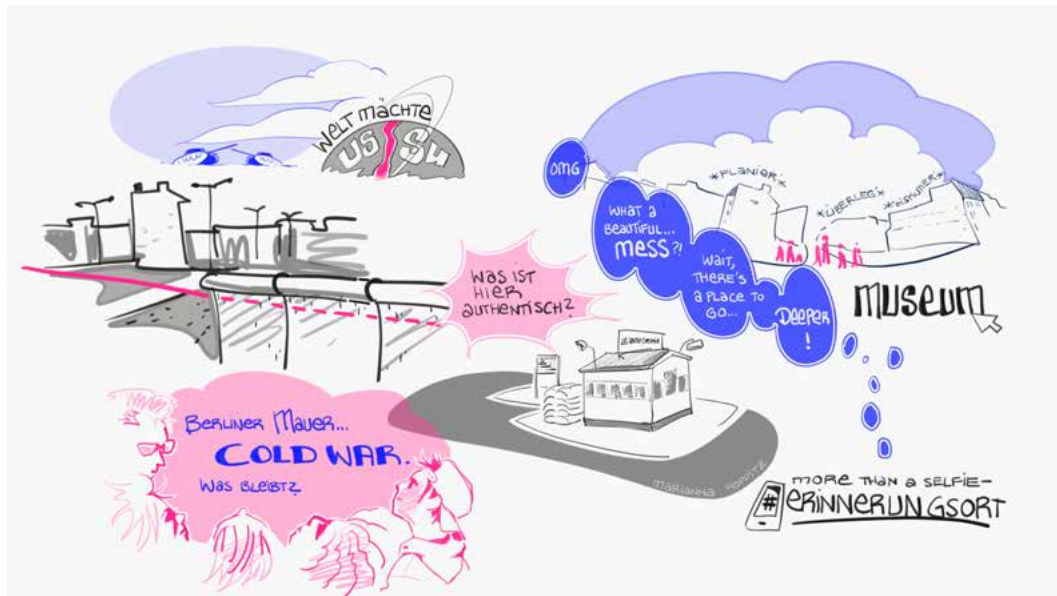 WELT MÄCHTE
US SU
WAS IST
HIER
AUTHENTISCH?
BERLINER MAUER...
COLD WAR.
WAS BLEIBT?
OMG
WHAT A
BEAUTIFUL...
MESS?!
WAIT,
THERE'S
A PLACE TO
GO...
DEEPER
!
*FLANIER*
*ÜBERLEG*
MUSEUM
MORE THAN A SELFIE-
#ERINNERUNGSORT
MARIANNA